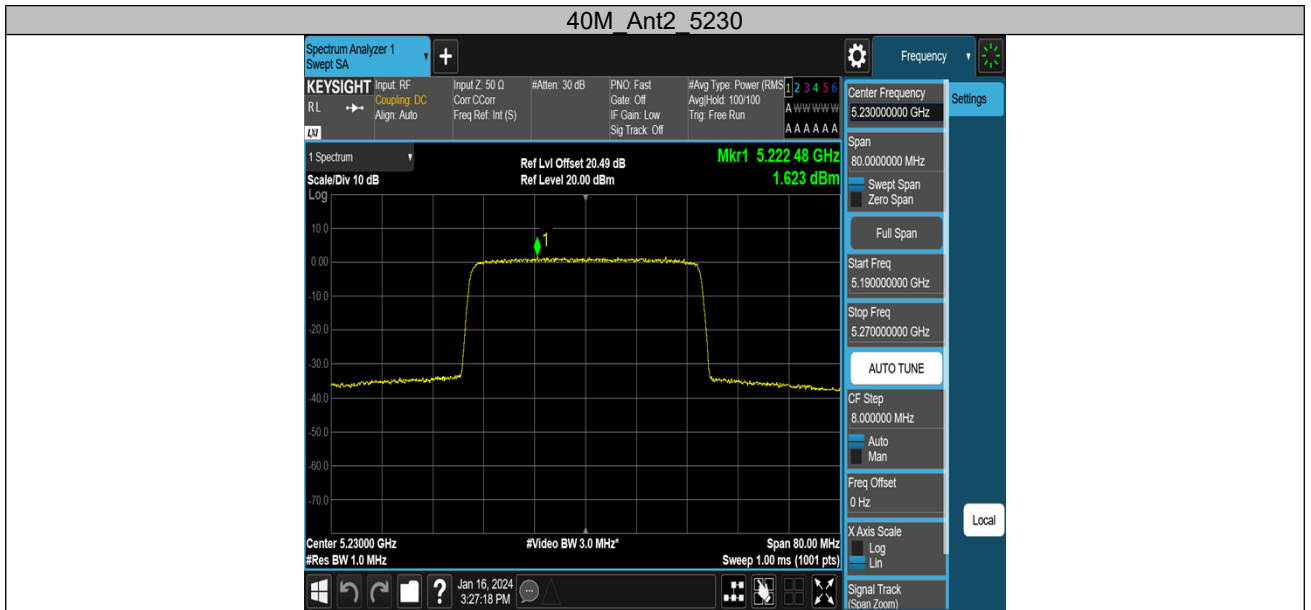 40M_Ant2_5230
Spectrum Analyzer 1
Swept SA
+
Frequency
KEYSIGHT
RL
LXI
Input: RF
Coupling: DC
Align: Auto
Input Z: 50 Ω
Corr CCorr
Freq Ref: Int (S)
#Atten: 30 dB
PNO: Fast
Gate: Off
IF Gain: Low
Sig Track: Off
#Avg Type: Power (RMS
Avg|Hold: 100/100
Trig: Free Run
1 2 3 4 5 6
A W W W W W
A A A A A A
1 Spectrum
Scale/Div 10 dB
Log
Ref Lvl Offset 20.49 dB
Ref Level 20.00 dBm
Mkr1 5.222 48 GHz
1.623 dBm
1
10.0
0.00
-10.0
-20.0
-30.0
-40.0
-50.0
-60.0
-70.0
Center 5.23000 GHz
#Res BW 1.0 MHz
#Video BW 3.0 MHz*
Span 80.00 MHz
Sweep 1.00 ms (1001 pts)
Center Frequency
5.230000000 GHz
Settings
Span
80.0000000 MHz
Swept Span
Zero Span
Full Span
Start Freq
5.190000000 GHz
Stop Freq
5.270000000 GHz
AUTO TUNE
CF Step
8.000000 MHz
Auto
Man
Freq Offset
0 Hz
X Axis Scale
Log
Lin
Local
Signal Track
(Span Zoom)
?
Jan 16, 2024
3:27:18 PM